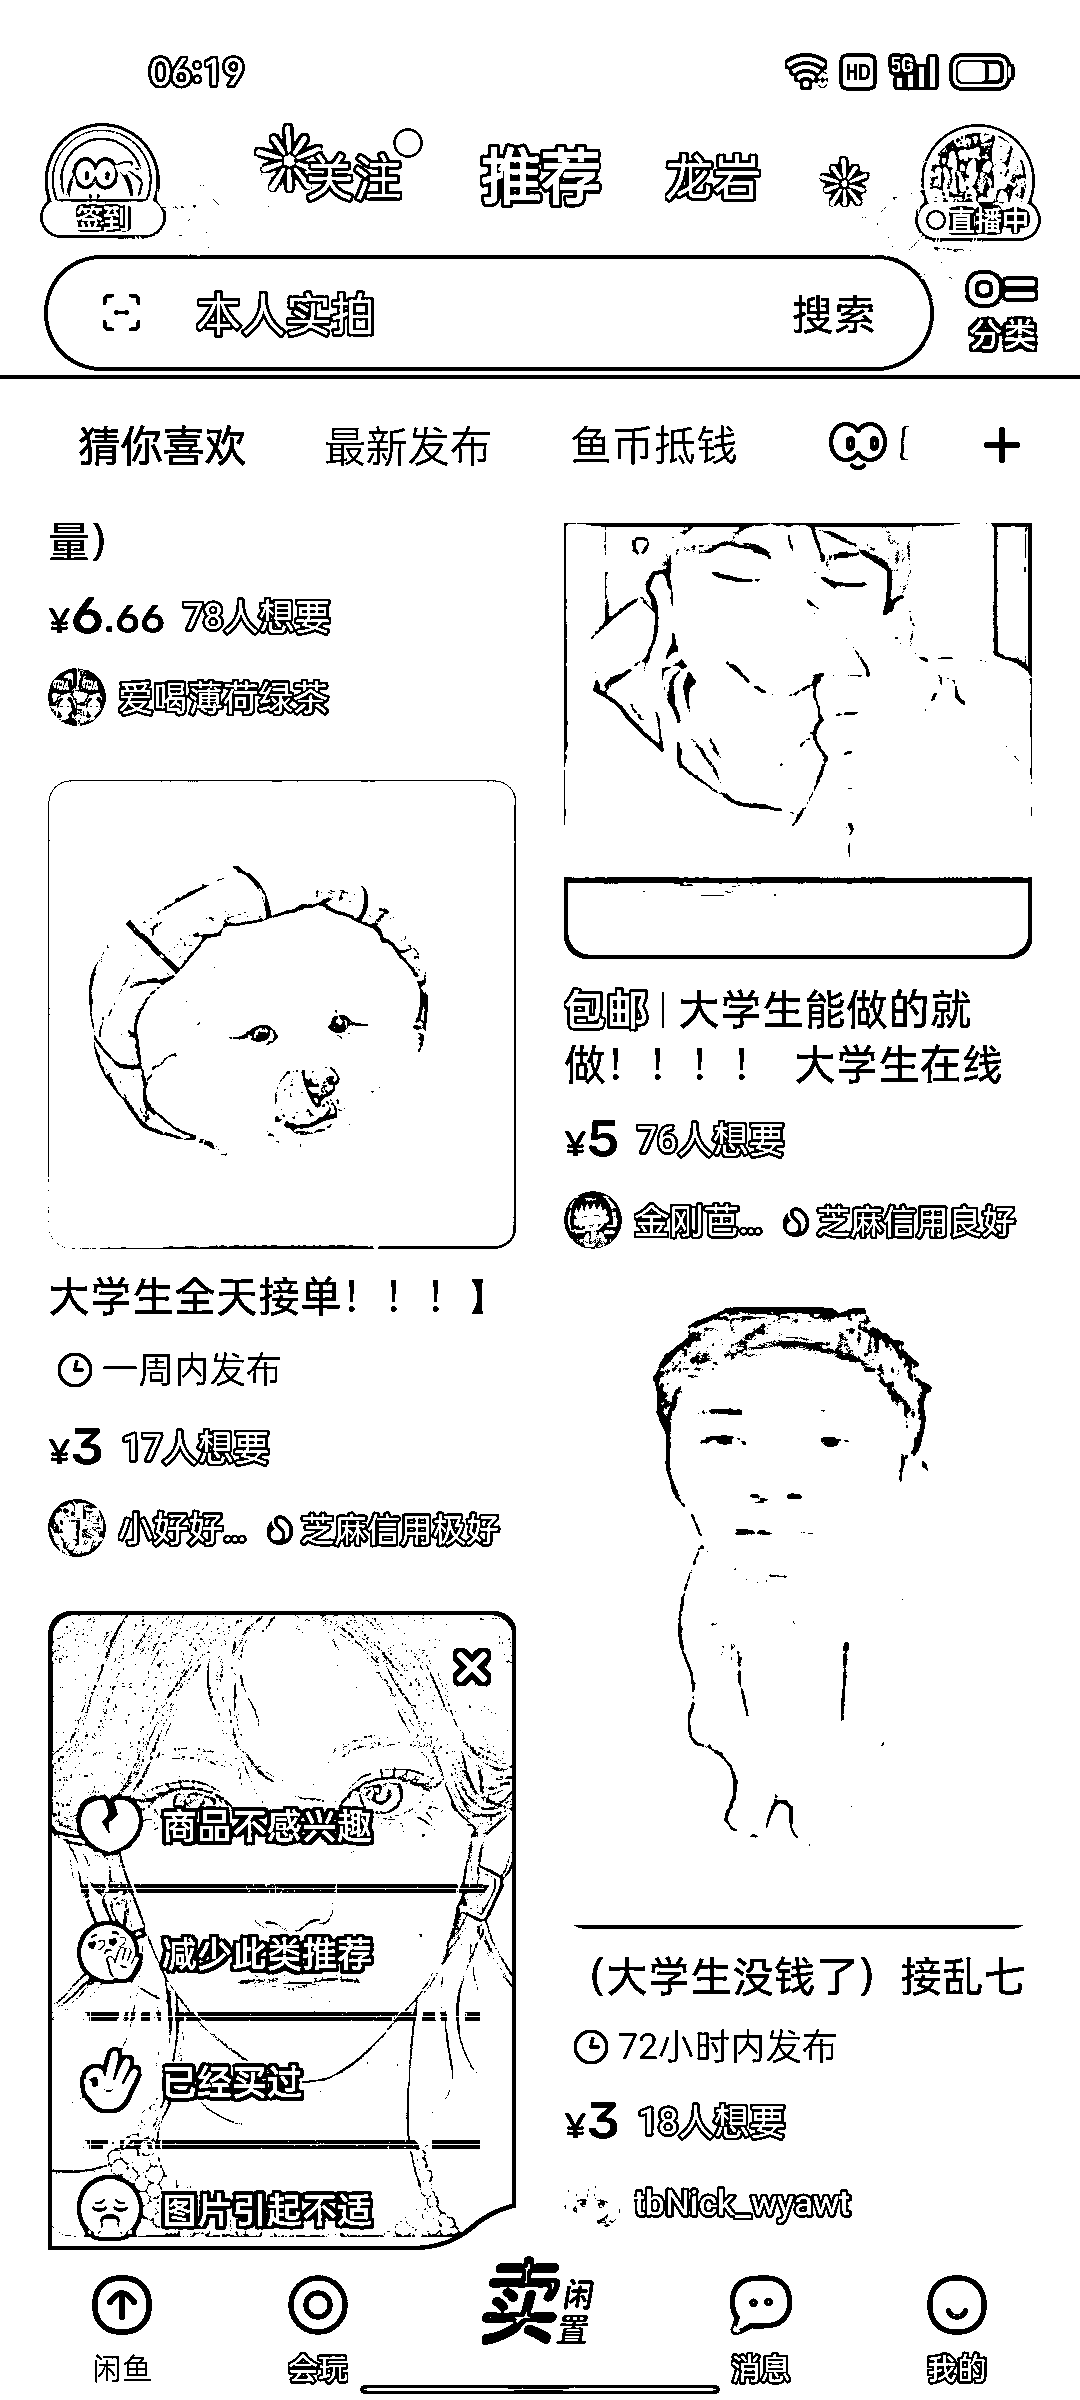 06:19
HD 5G
签到
关注 推荐 龙岩
直播中
本人实拍 搜索
分类
猜你喜欢 最新发布 鱼币抵钱
量)
¥6.66 78人想要
爱喝薄荷绿茶
包邮 | 大学生能做的就
做！！！！ 大学生在线
¥5 76人想要
金刚芭... 芝麻信用良好
大学生全天接单！！！】
一周内发布
¥3 17人想要
小好好... 芝麻信用极好
商品不感兴趣
减少此类推荐
已经买过
图片引起不适
（大学生没钱了）接乱七
72小时内发布
¥3 18人想要
tbNick_wyawt
闲鱼
会玩
卖闲置
消息
我的